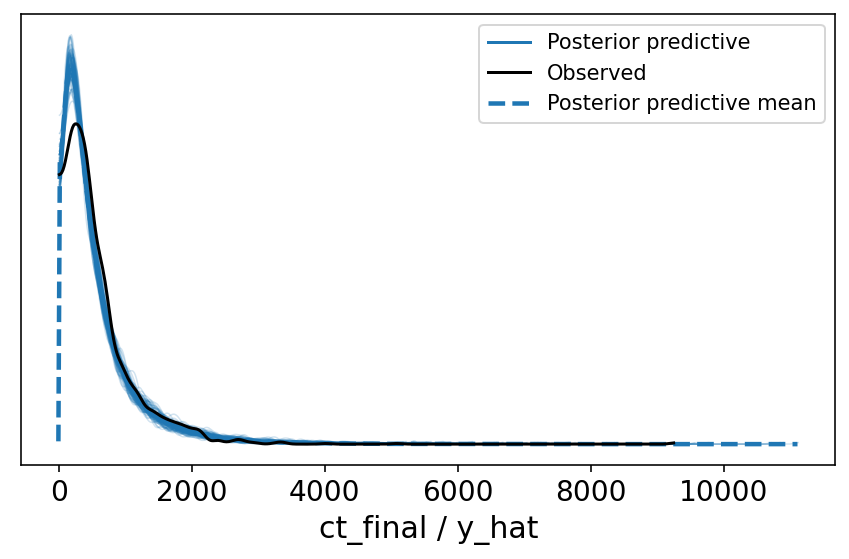 Posterior predictive
Observed
Posterior predictive mean
0 2000 4000 6000 8000 10000
ct_final / y_hat